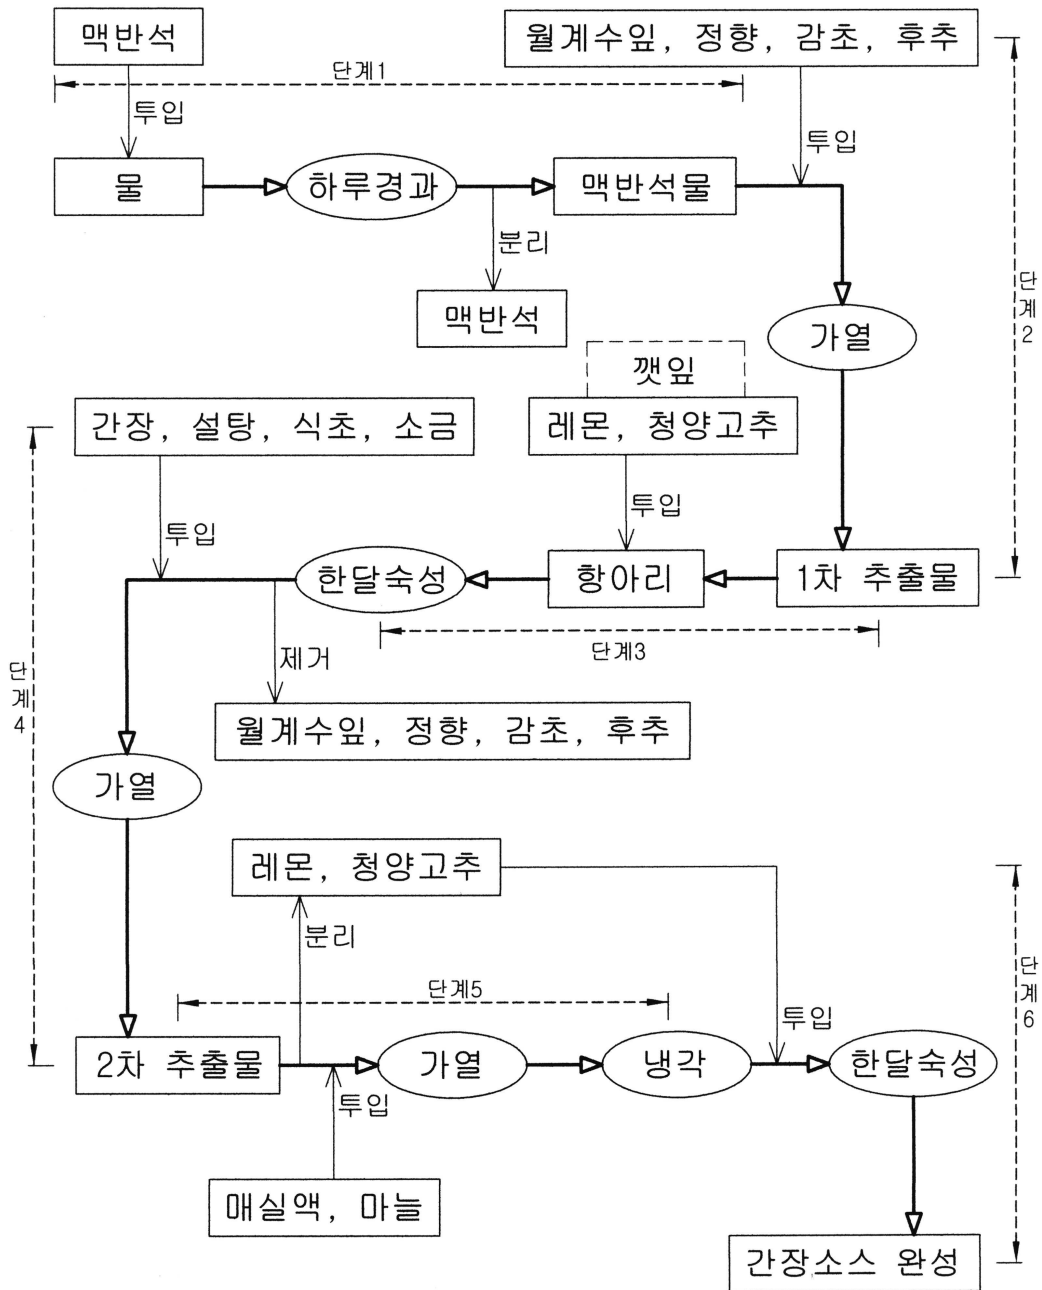 맥반석
월계수잎, 정향, 감초, 후추
단계1
투입
투입
물
하루경과
맥반석물
분리
맥반석
단계2
가열
깻잎
간장, 설탕, 식초, 소금
레몬, 청양고추
투입
투입
한달숙성
항아리
1차 추출물
단계3
제거
단계4
월계수잎, 정향, 감초, 후추
가열
레몬, 청양고추
분리
단계5
단계6
투입
2차 추출물
가열
냉각
한달숙성
투입
매실액, 마늘
간장소스 완성